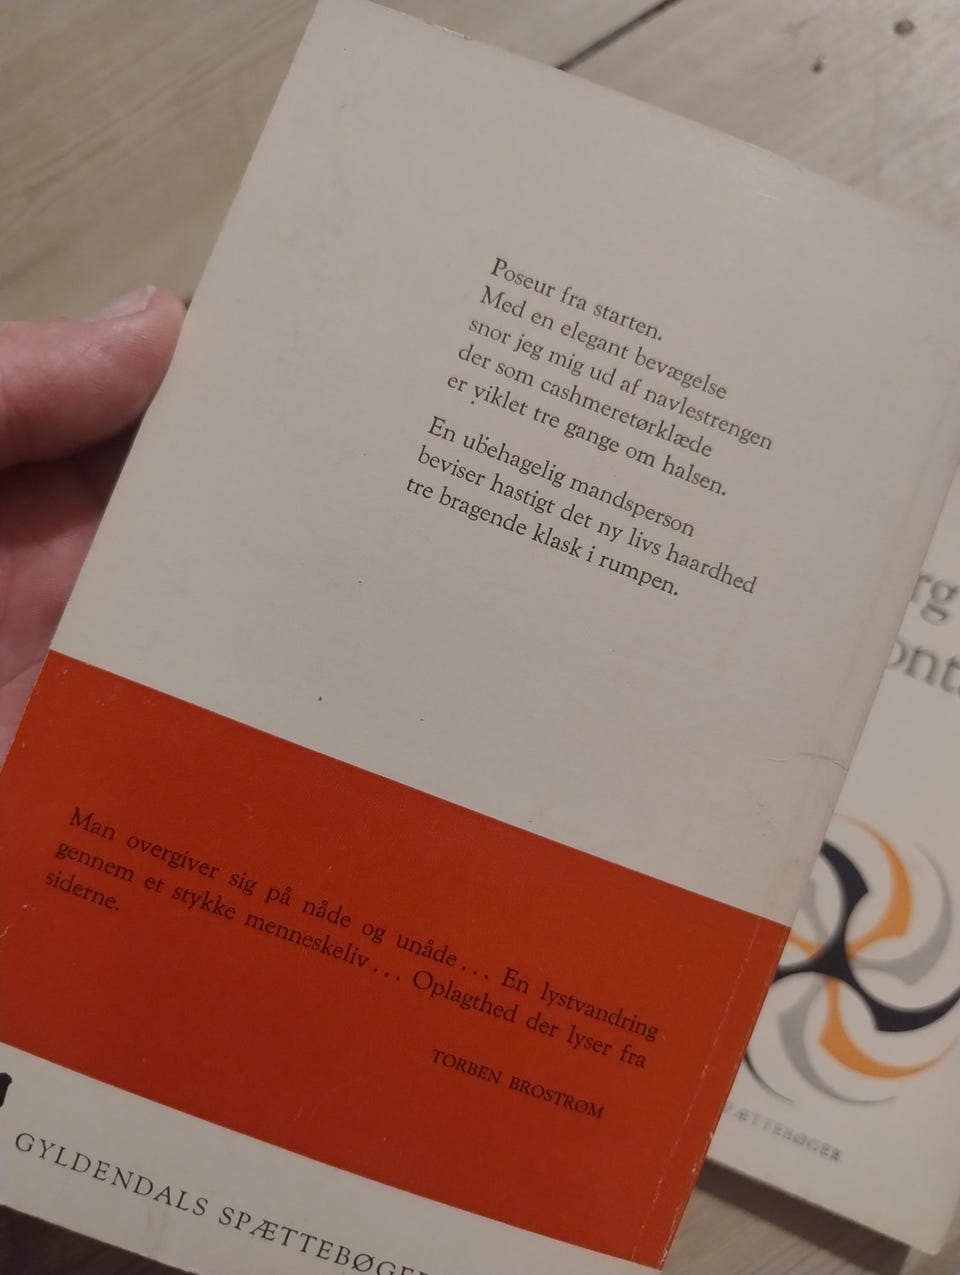 Poseur fra starten.
Med en elegant bevægelse
snor jeg mig ud af navlestrengen
der som cashmeretørklæde
er viklet tre gange om halsen.
En ubehagelig mandsperson
beviser hastigt det ny livs haardhed
tre bragende klask i rumpen.
Man overgiver sig på nåde og unåde... En lystvandring
gennem et stykke menneskeliv... Oplagthed der lyser fra
siderne.
TORBEN BROSTRØM
GYLDENDALS SPÆTTEBØGER
rg
onta
ÆTTEBØGER